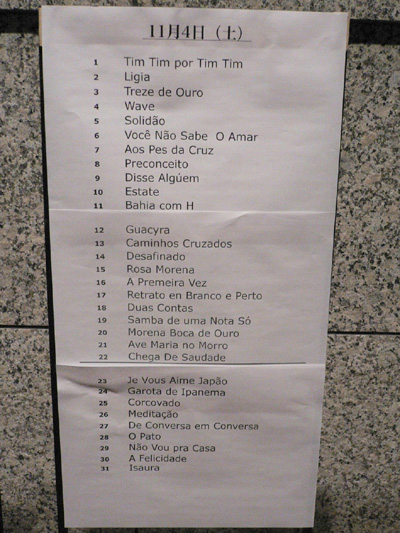 11月4日（土）
1 Tim Tim por Tim Tim
2 Ligia
3 Treze de Ouro
4 Wave
5 Solidão
6 Você Não Sabe O Amar
7 Aos Pes da Cruz
8 Preconceito
9 Disse Algúem
10 Estate
11 Bahia com H
12 Guacyra
13 Caminhos Cruzados
14 Desafinado
15 Rosa Morena
16 A Premeira Vez
17 Retrato en Branco e Perto
18 Duas Contas
19 Samba de uma Nota Só
20 Morena Boca de Ouro
21 Ave Maria no Morro
22 Chega De Saudade
23 Je Vous Aime Japão
24 Garota de Ipanema
25 Corcovado
26 Meditação
27 De Conversa em Conversa
28 O Pato
29 Não Vou pra Casa
30 A Felicidade
31 Isaura